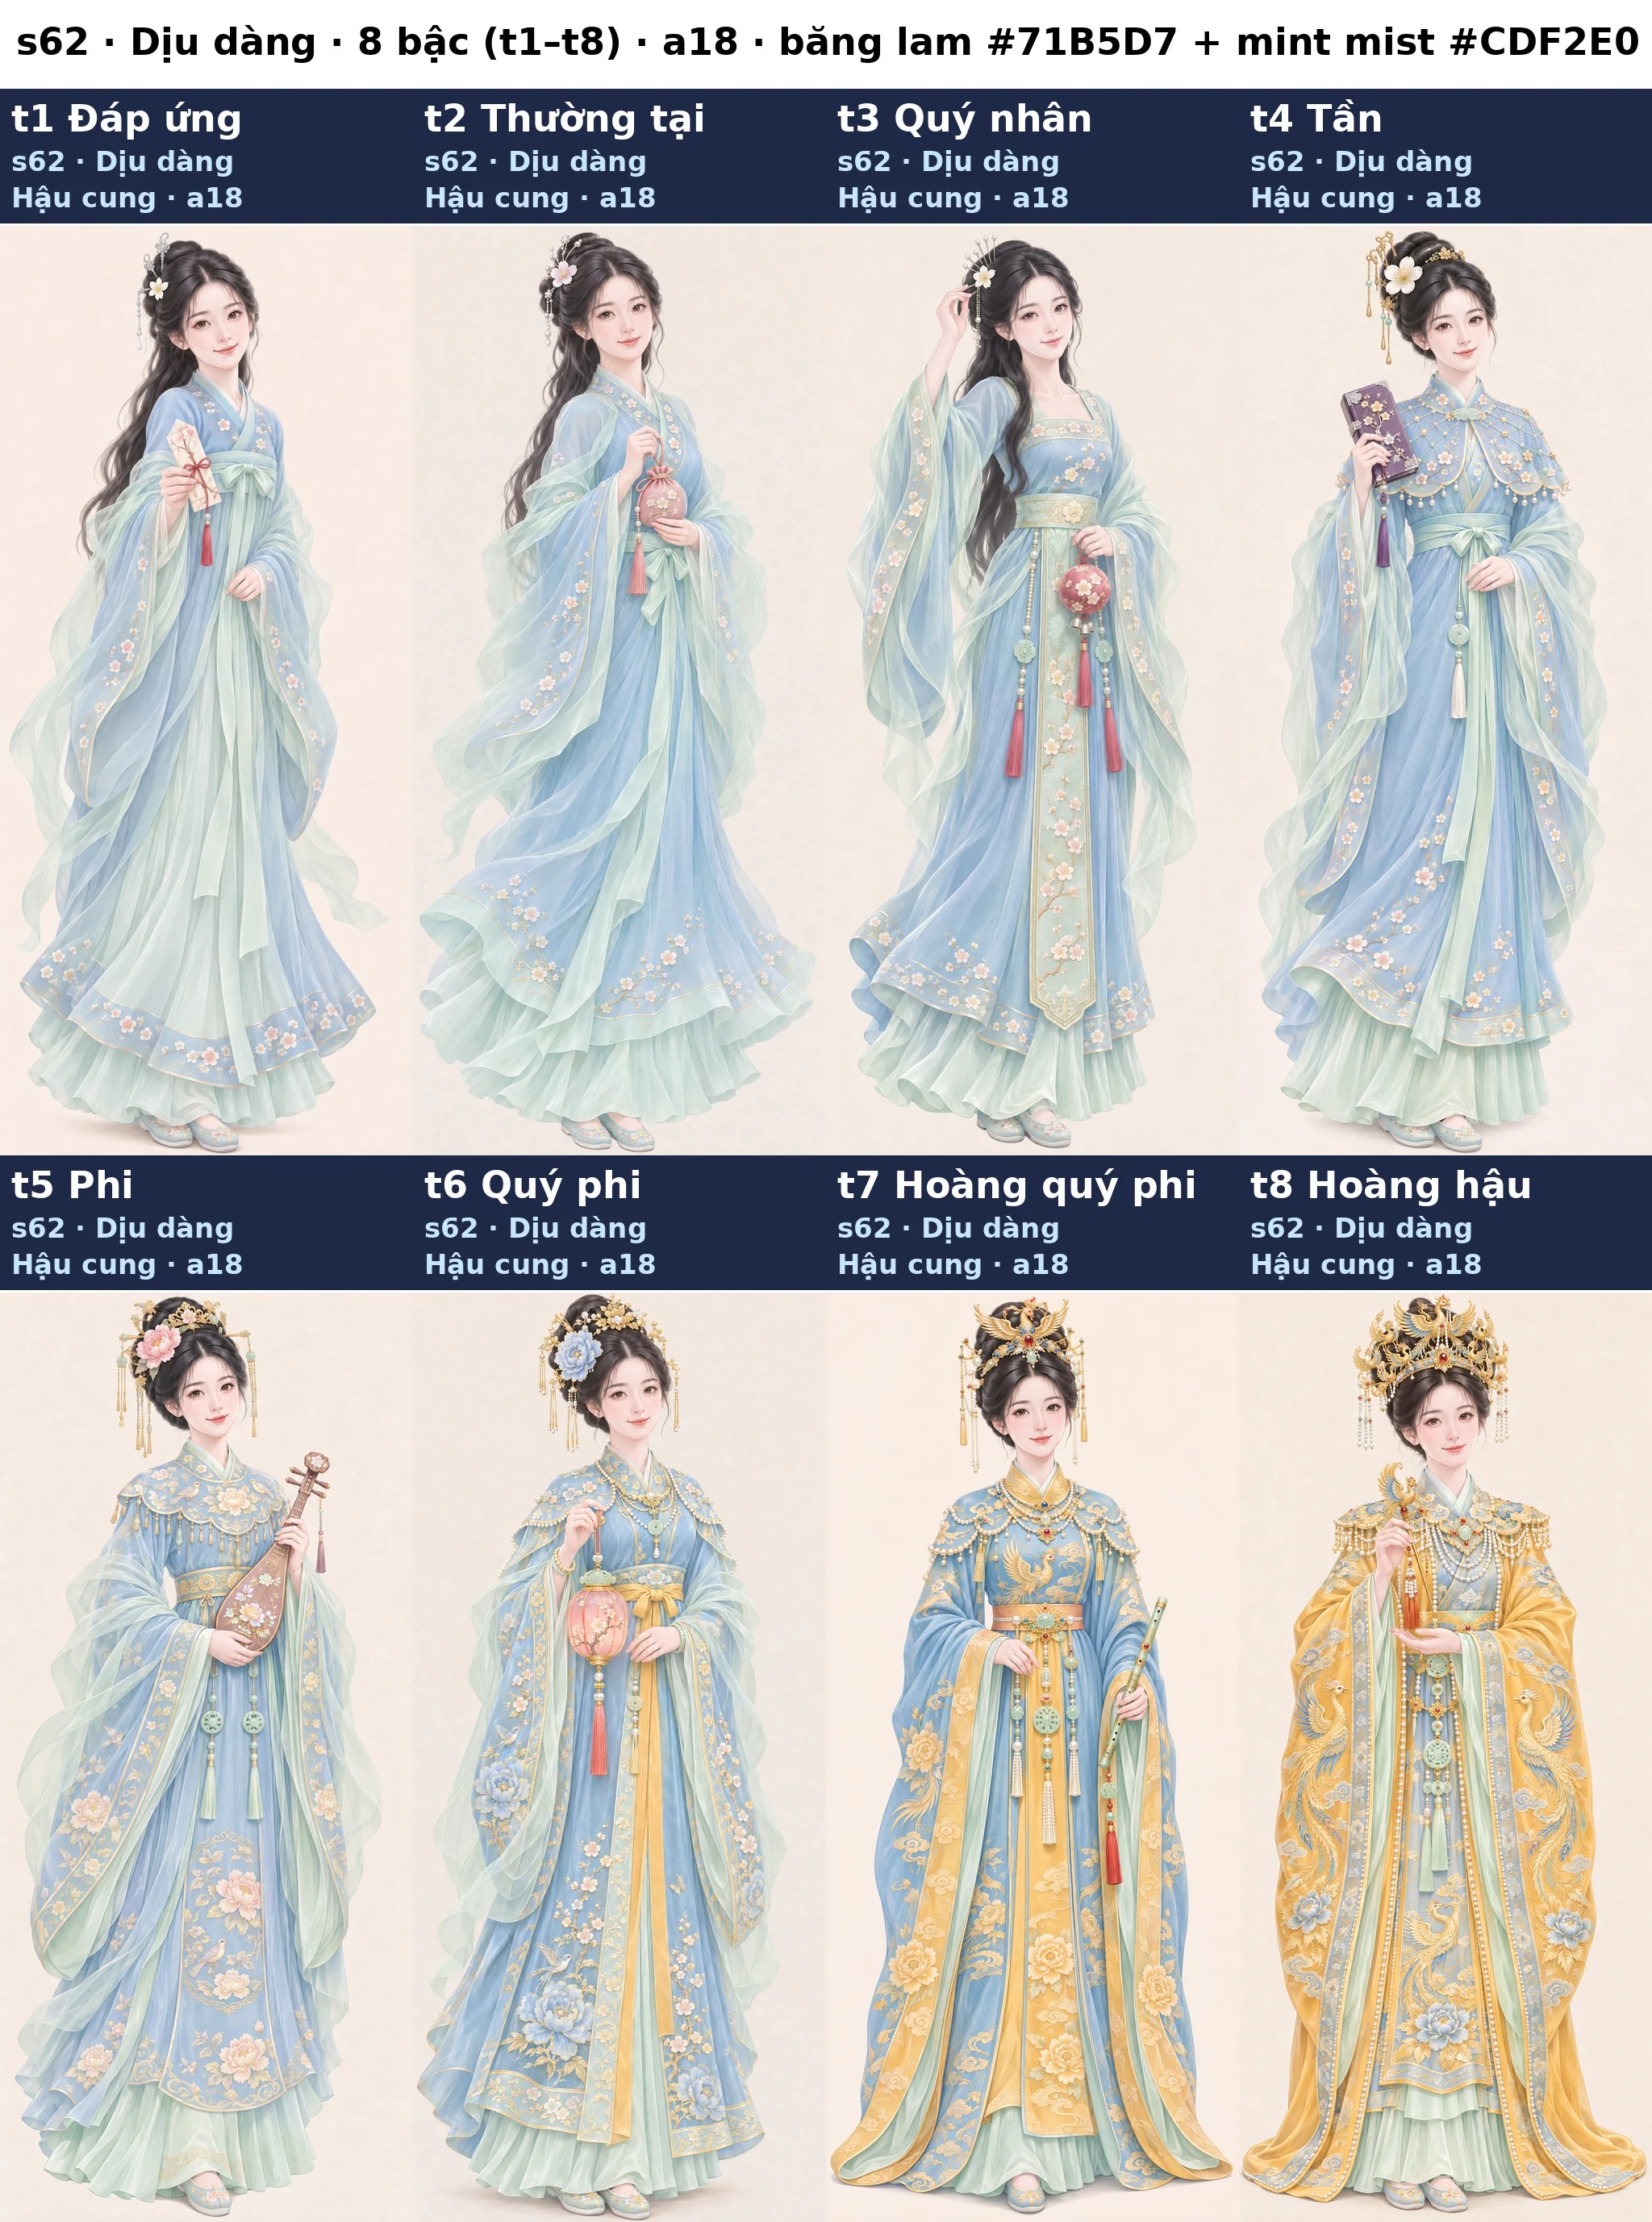 s62 · Dịu dàng · 8 bậc (t1–t8) · a18 · băng lam #71B5D7 + mint mist #CDF2E0
t1 Đáp ứng
s62 · Dịu dàng
Hậu cung · a18
t2 Thường tại
s62 · Dịu dàng
Hậu cung · a18
t3 Quý nhân
s62 · Dịu dàng
Hậu cung · a18
t4 Tần
s62 · Dịu dàng
Hậu cung · a18
t5 Phi
s62 · Dịu dàng
Hậu cung · a18
t6 Quý phi
s62 · Dịu dàng
Hậu cung · a18
t7 Hoàng quý phi
s62 · Dịu dàng
Hậu cung · a18
t8 Hoàng hậu
s62 · Dịu dàng
Hậu cung · a18